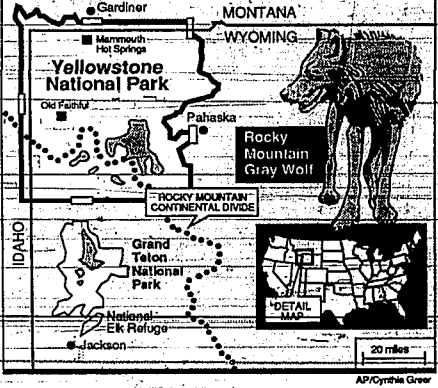 Gardiner
MONTANA
WYOMING
Mammouth
Hot Springs
Yellowstone
National Park
Old Faithful
Pahaska
Rocky
Mountain
Gray Wolf
ROCKY MOUNTAIN
CONTINENTAL DIVIDE
IDAHO
Grand
Teton
National
Park
National
Elk Refuge
Jackson
DETAIL
MAP
20 miles
AP/Cynthia Greer